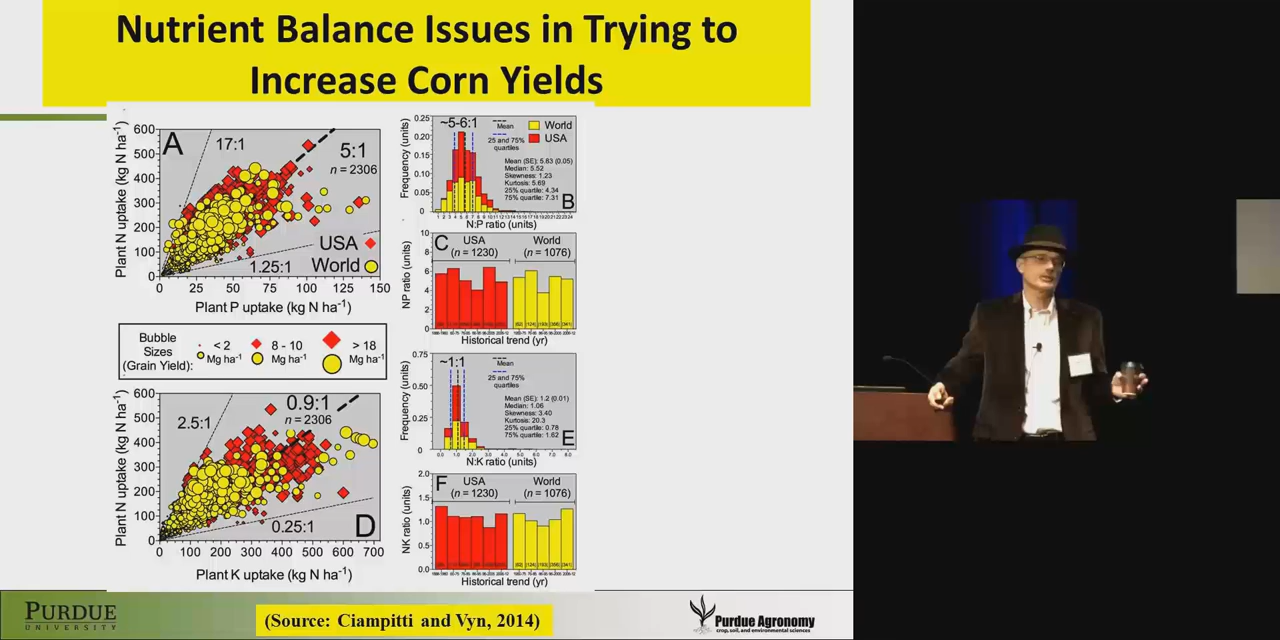 Nutrient Balance Issues in Trying to
Increase Corn Yields
A
17:1
5:1
n = 2306
USA
World
1.25:1
Plant N uptake (kg N ha⁻¹)
600
500
400
300
200
100
0
0 25 50 75 100 125 150
Plant P uptake (kg N ha⁻¹)
~5-6:1
Mean
25 and 75%
quartiles
World
USA
Mean (SE): 5.83 (0.05)
Median: 5.52
Skewness: 1.23
Kurtosis: 5.69
25% quartile: 4.34
75% quartile: 7.31
B
Frequency (units)
0.25
0.20
0.15
0.10
0.05
0
N:P ratio (units)
C
USA
(n = 1230)
World
(n = 1076)
NP ratio (units)
10
8
6
4
2
0
Historical trend (yr)
Bubble
Sizes
(Grain Yield):
< 2
Mg ha⁻¹
8 - 10
Mg ha⁻¹
> 18
Mg ha⁻¹
D
2.5:1
0.9:1
n = 2306
0.25:1
Plant N uptake (kg N ha⁻¹)
600
500
400
300
200
100
0
0 100 200 300 400 500 600 700
Plant K uptake (kg N ha⁻¹)
~1:1
Mean
25 and 75%
quartiles
Mean (SE): 1.2 (0.01)
Median: 1.06
Skewness: 3.40
Kurtosis: 20.3
25% quartile: 0.78
75% quartile: 1.62
E
Frequency (units)
0.75
0.50
0.25
0
0.0 1.0 2.0 3.0 4.0 5.0 6.0 7.0 8.0
N:K ratio (units)
F
USA
(n = 1230)
World
(n = 1076)
NK ratio (units)
2.0
1.5
1.0
0.5
0.0
Historical trend (yr)
PURDUE
UNIVERSITY
(Source: Ciampitti and Vyn, 2014)
Purdue Agronomy
crop, soil, and environmental sciences